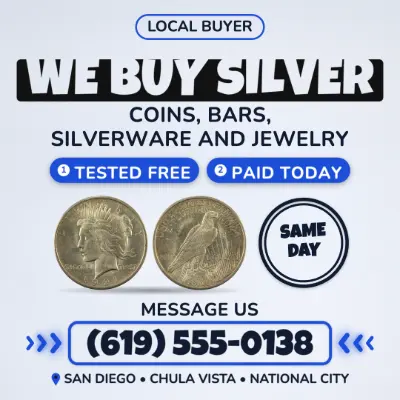 LOCAL BUYER
WE BUY SILVER
COINS, BARS,
SILVERWARE AND JEWELRY
1 TESTED FREE
2 PAID TODAY
SAME
DAY
MESSAGE US
(619) 555-0138
SAN DIEGO • CHULA VISTA • NATIONAL CITY